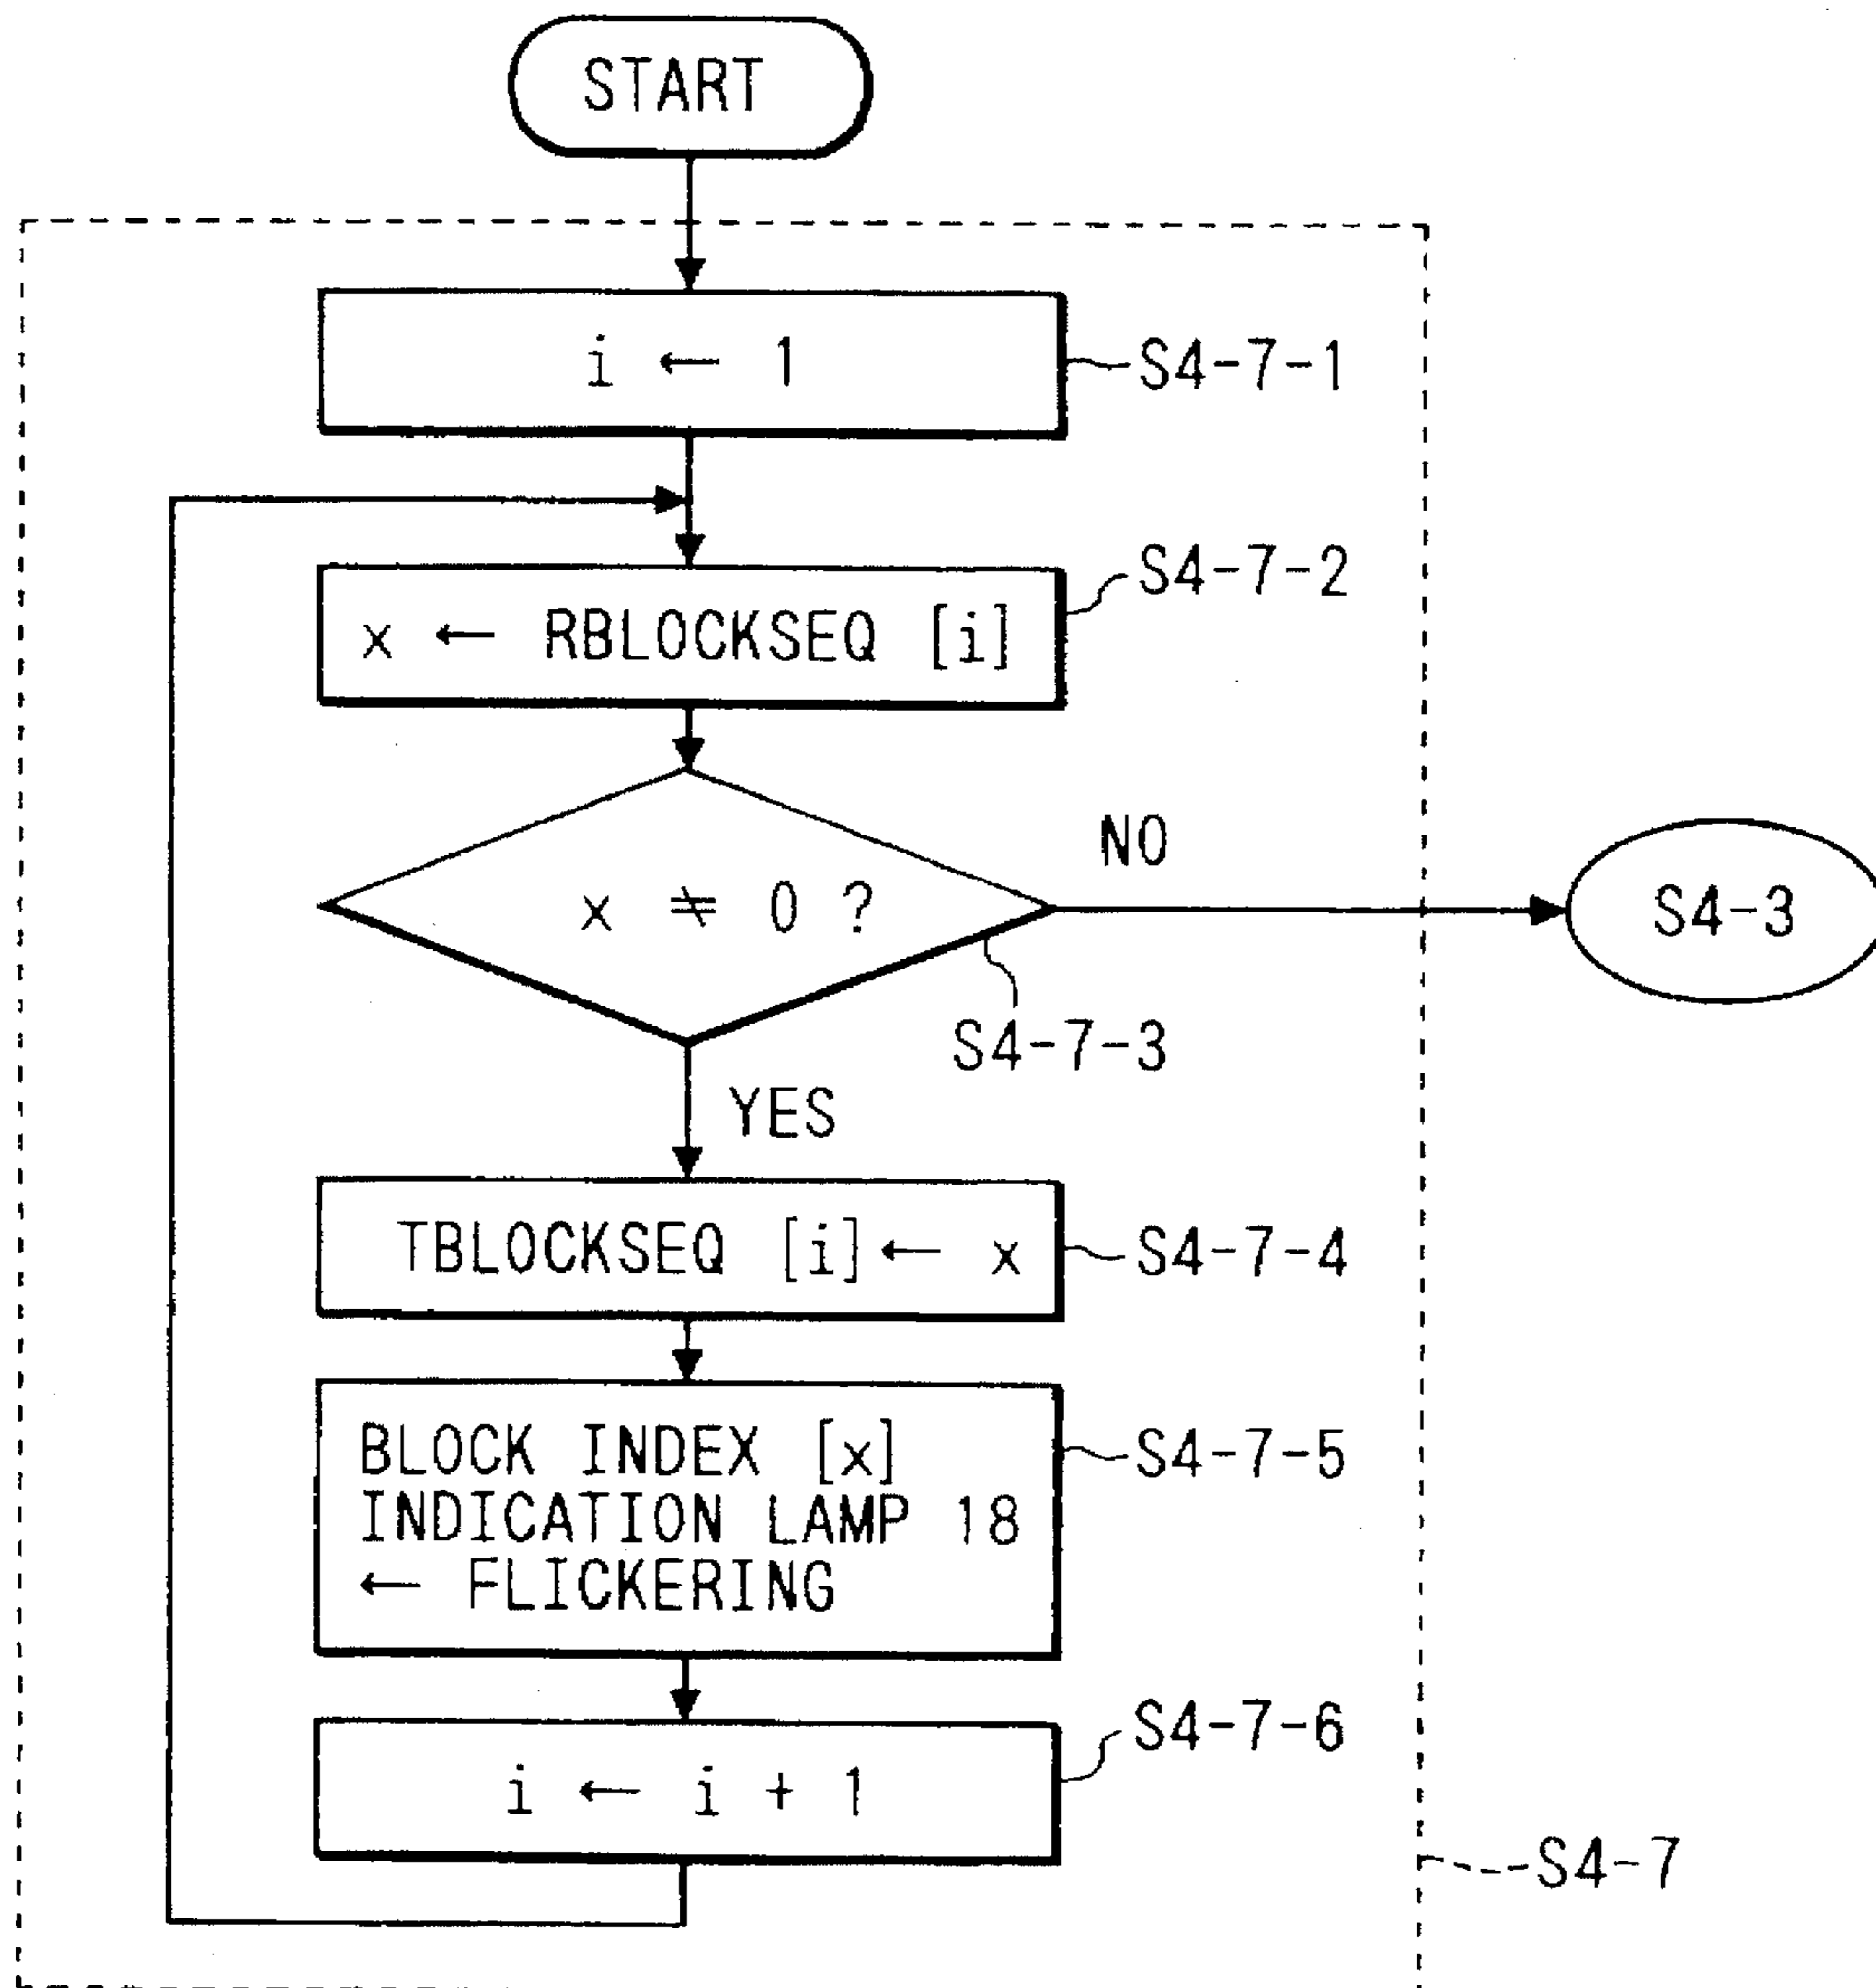 START
i ← 1
S4-7-1
S4-7-2
x ← RBLOCKSEQ [i]
NO
x ≠ 0 ?
S4-3
S4-7-3
YES
TBLOCKSEQ [i] ← x
S4-7-4
BLOCK INDEX [x]
INDICATION LAMP 18
← FLICKERING
S4-7-5
S4-7-6
i ← i + 1
S4-7